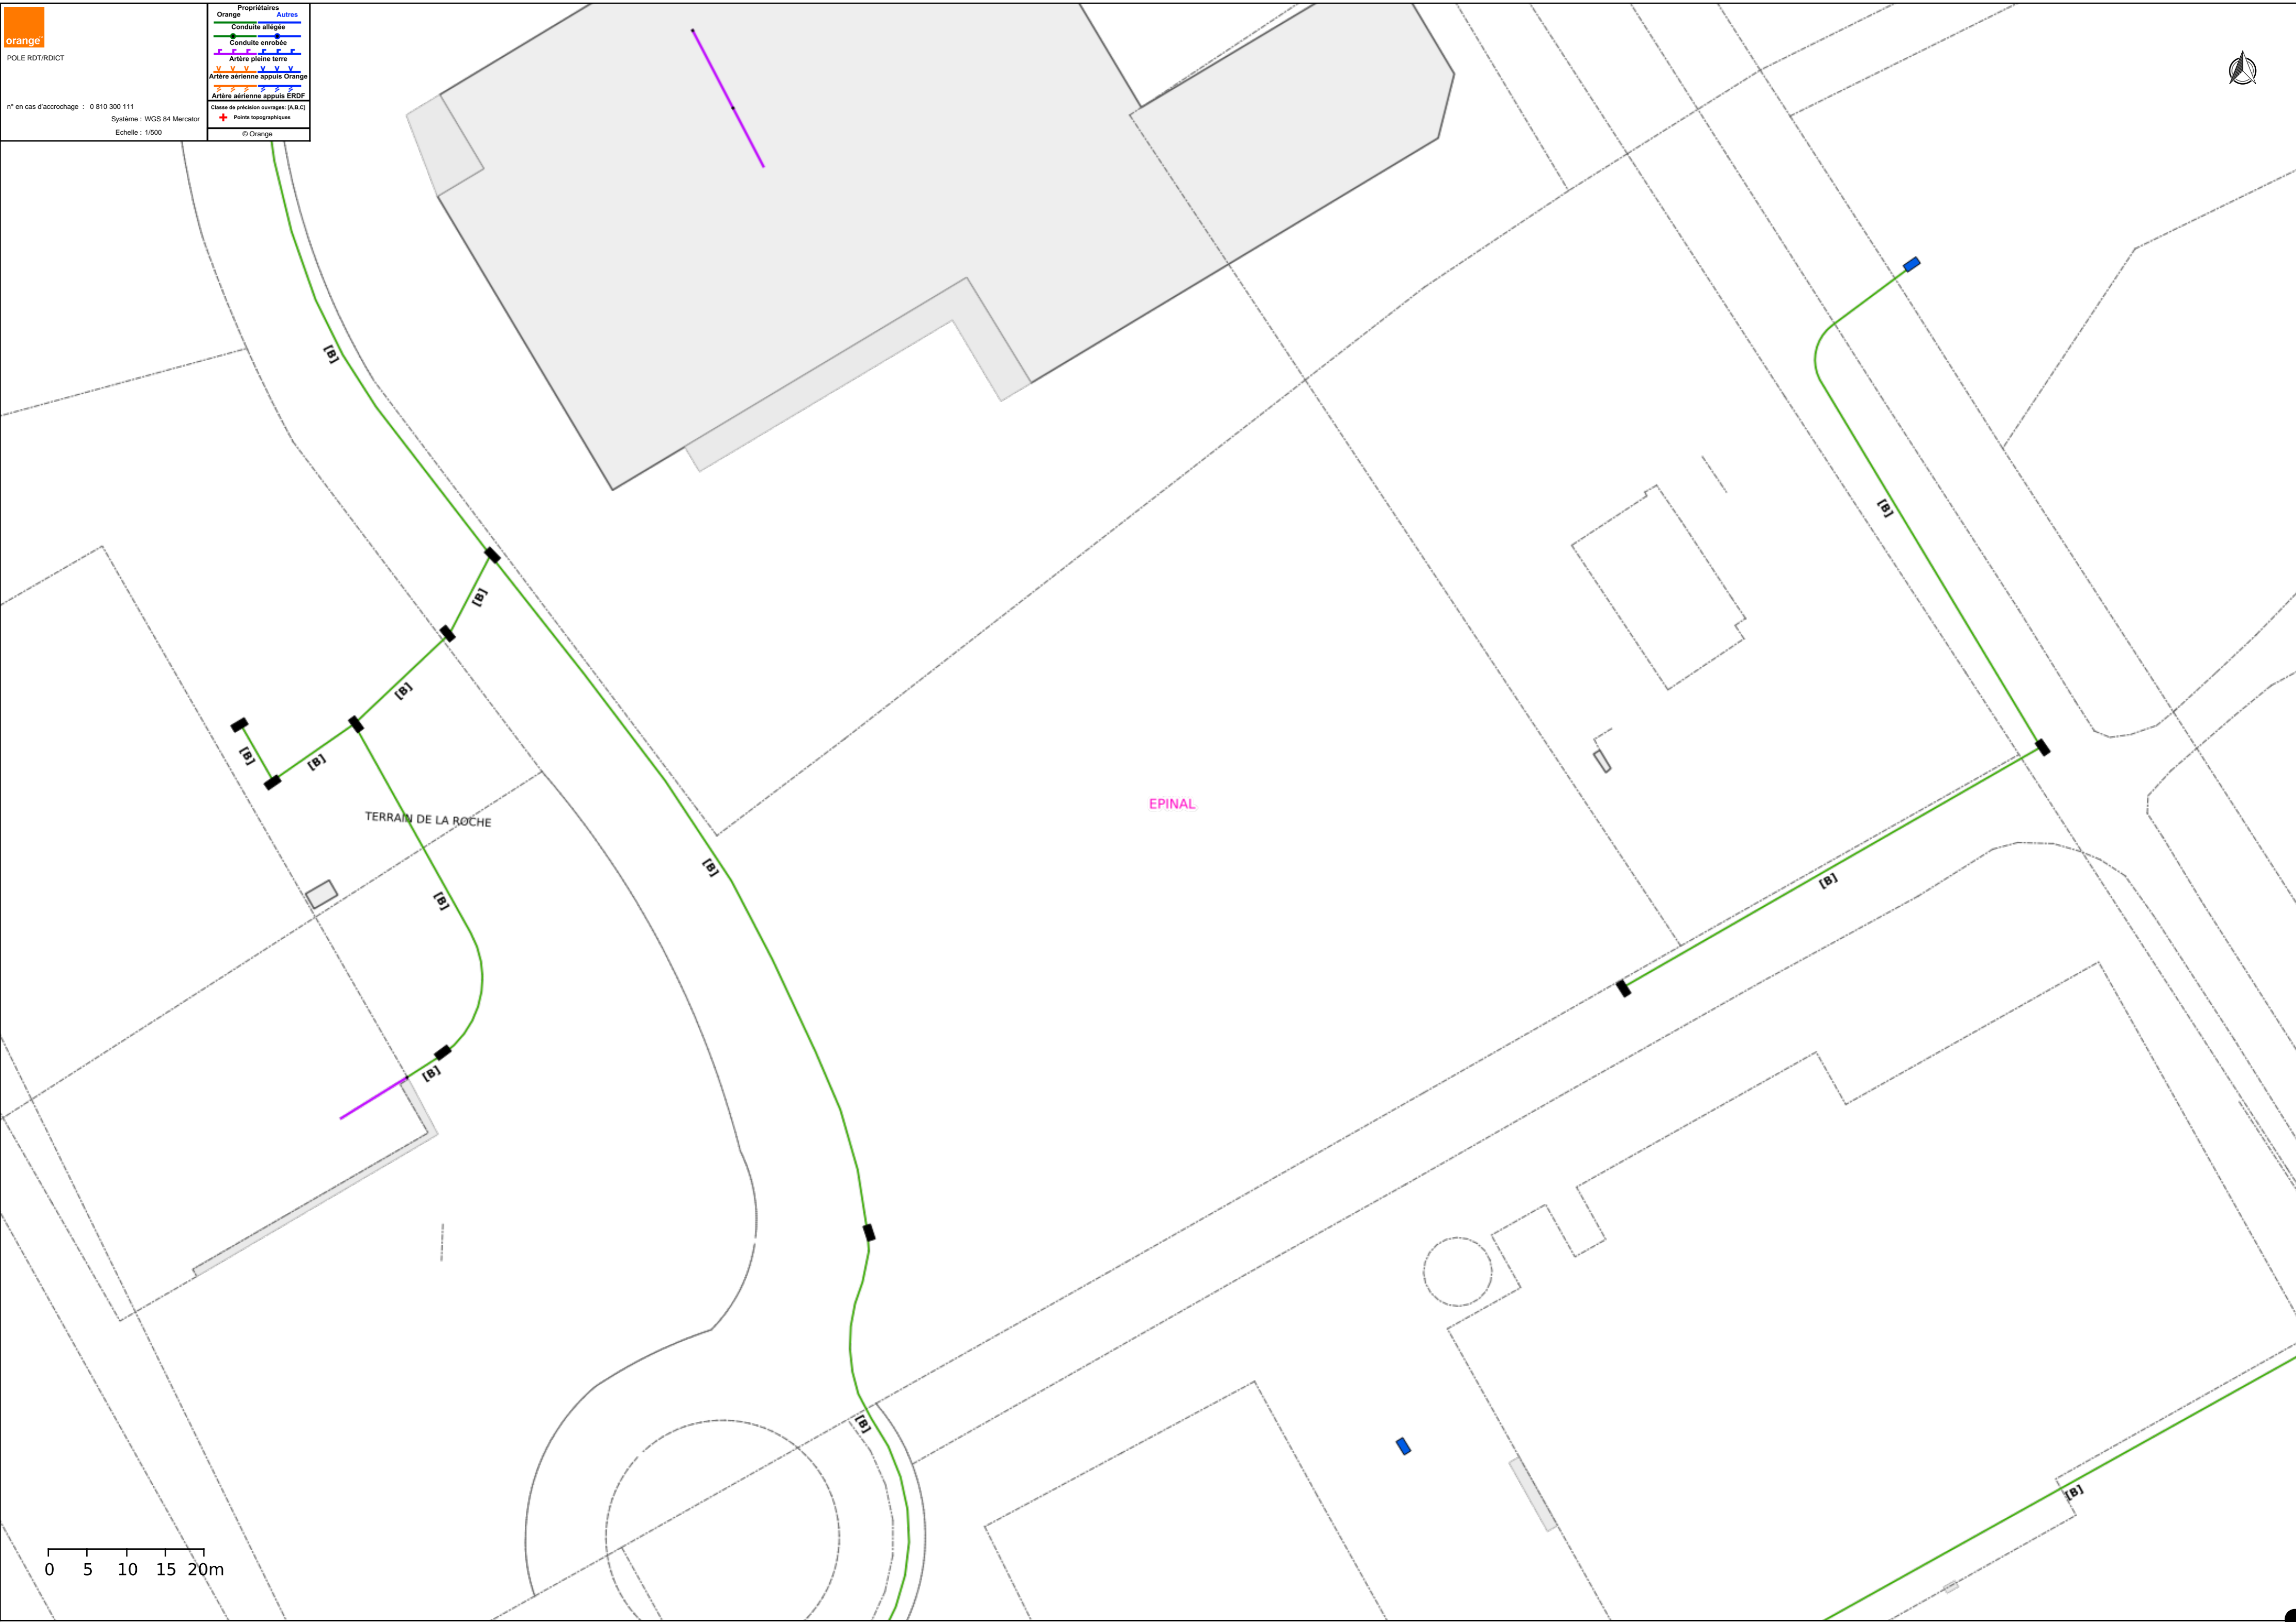 orange™
POLE RDT/RDICT
n° en cas d'accrochage : 0 810 300 111
Système : WGS 84 Mercator
Echelle : 1/500
Propriétaires
Orange Autres
Conduite allégée
Conduite enrobée
Artère pleine terre
Artère aérienne appuis Orange
Artère aérienne appuis ERDF
Classe de précision ouvrages: [A,B,C]
Points topographiques
© Orange
[B]
[B]
[B]
[B]
[B]
[B]
TERRAIN DE LA ROCHE
EPINAL
[B]
[B]
[B]
[B]
[B]
[B]
[B]
0 5 10 15 20m